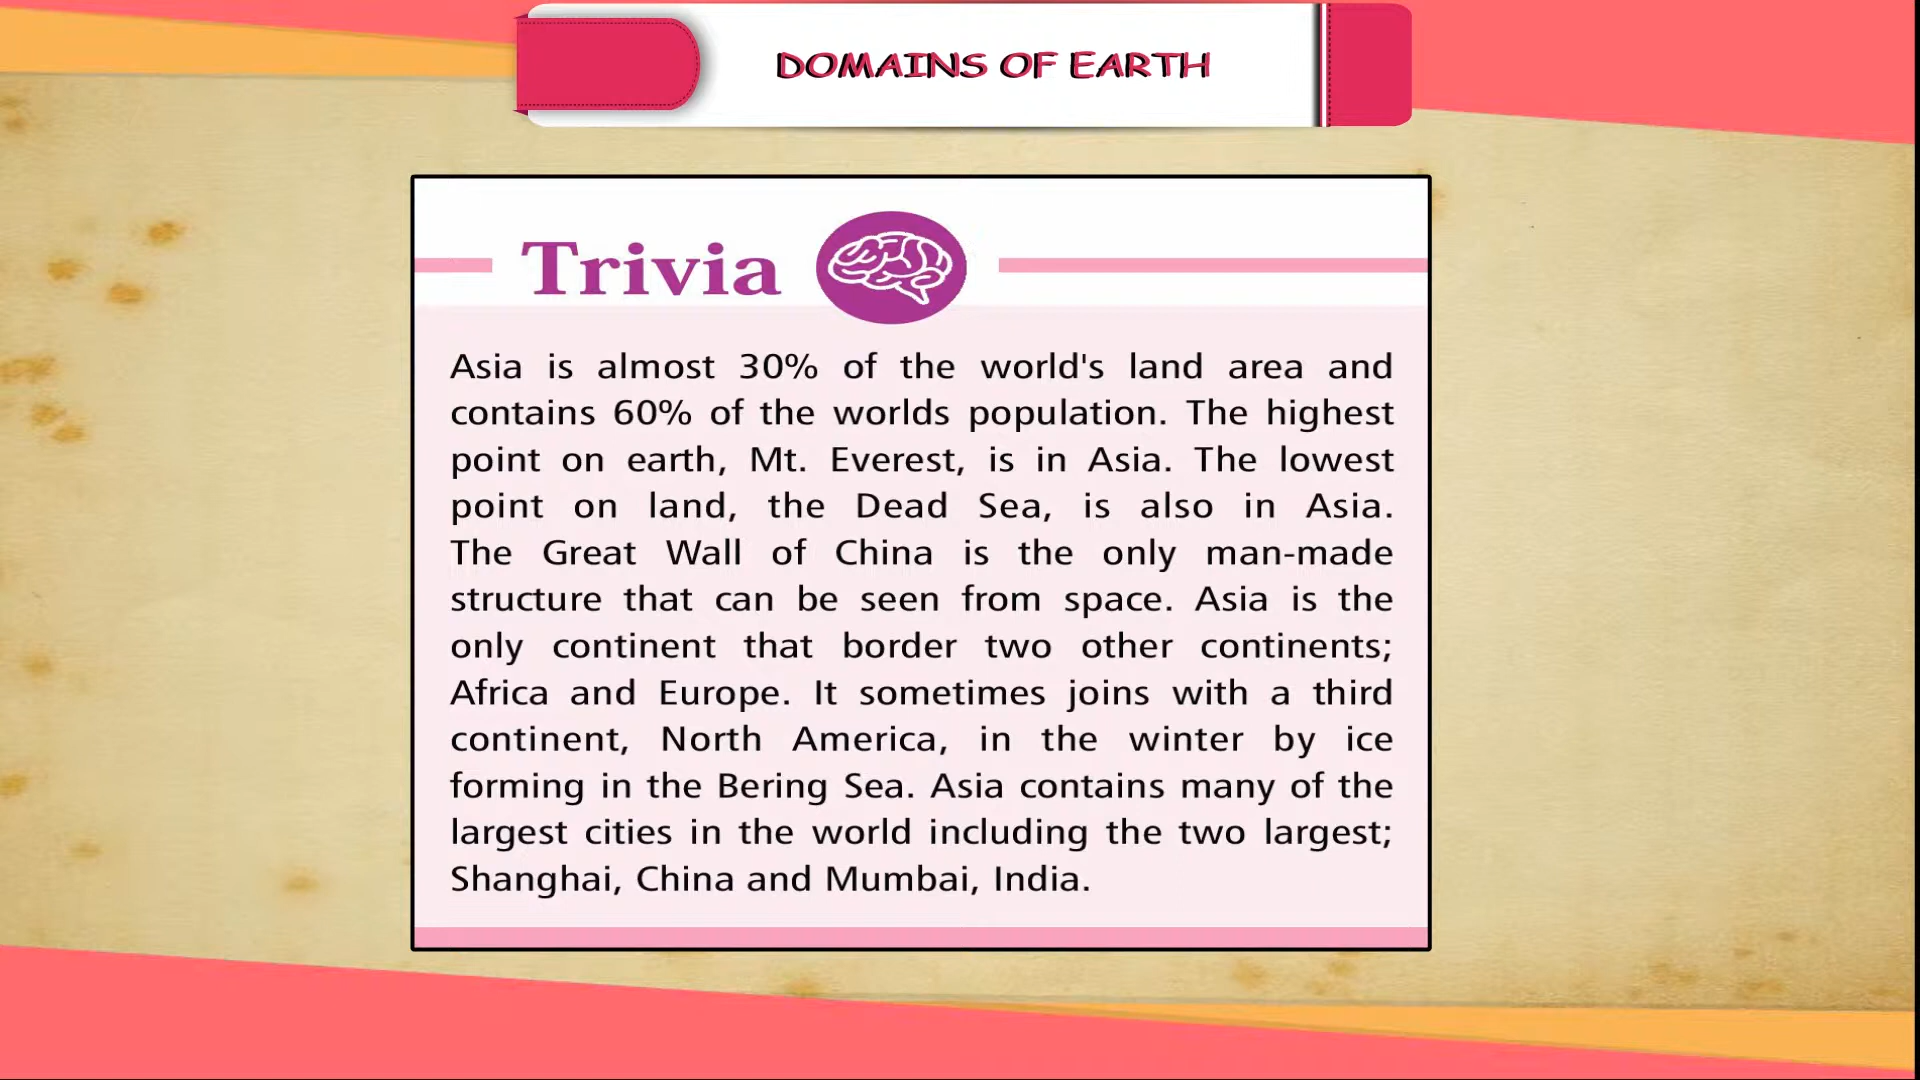 DOMAINS OF EARTH
Trivia
Asia is almost 30% of the world's land area and
contains 60% of the worlds population. The highest
point on earth, Mt. Everest, is in Asia. The lowest
point on land, the Dead Sea, is also in Asia.
The Great Wall of China is the only man-made
structure that can be seen from space. Asia is the
only continent that border two other continents;
Africa and Europe. It sometimes joins with a third
continent, North America, in the winter by ice
forming in the Bering Sea. Asia contains many of the
largest cities in the world including the two largest;
Shanghai, China and Mumbai, India.